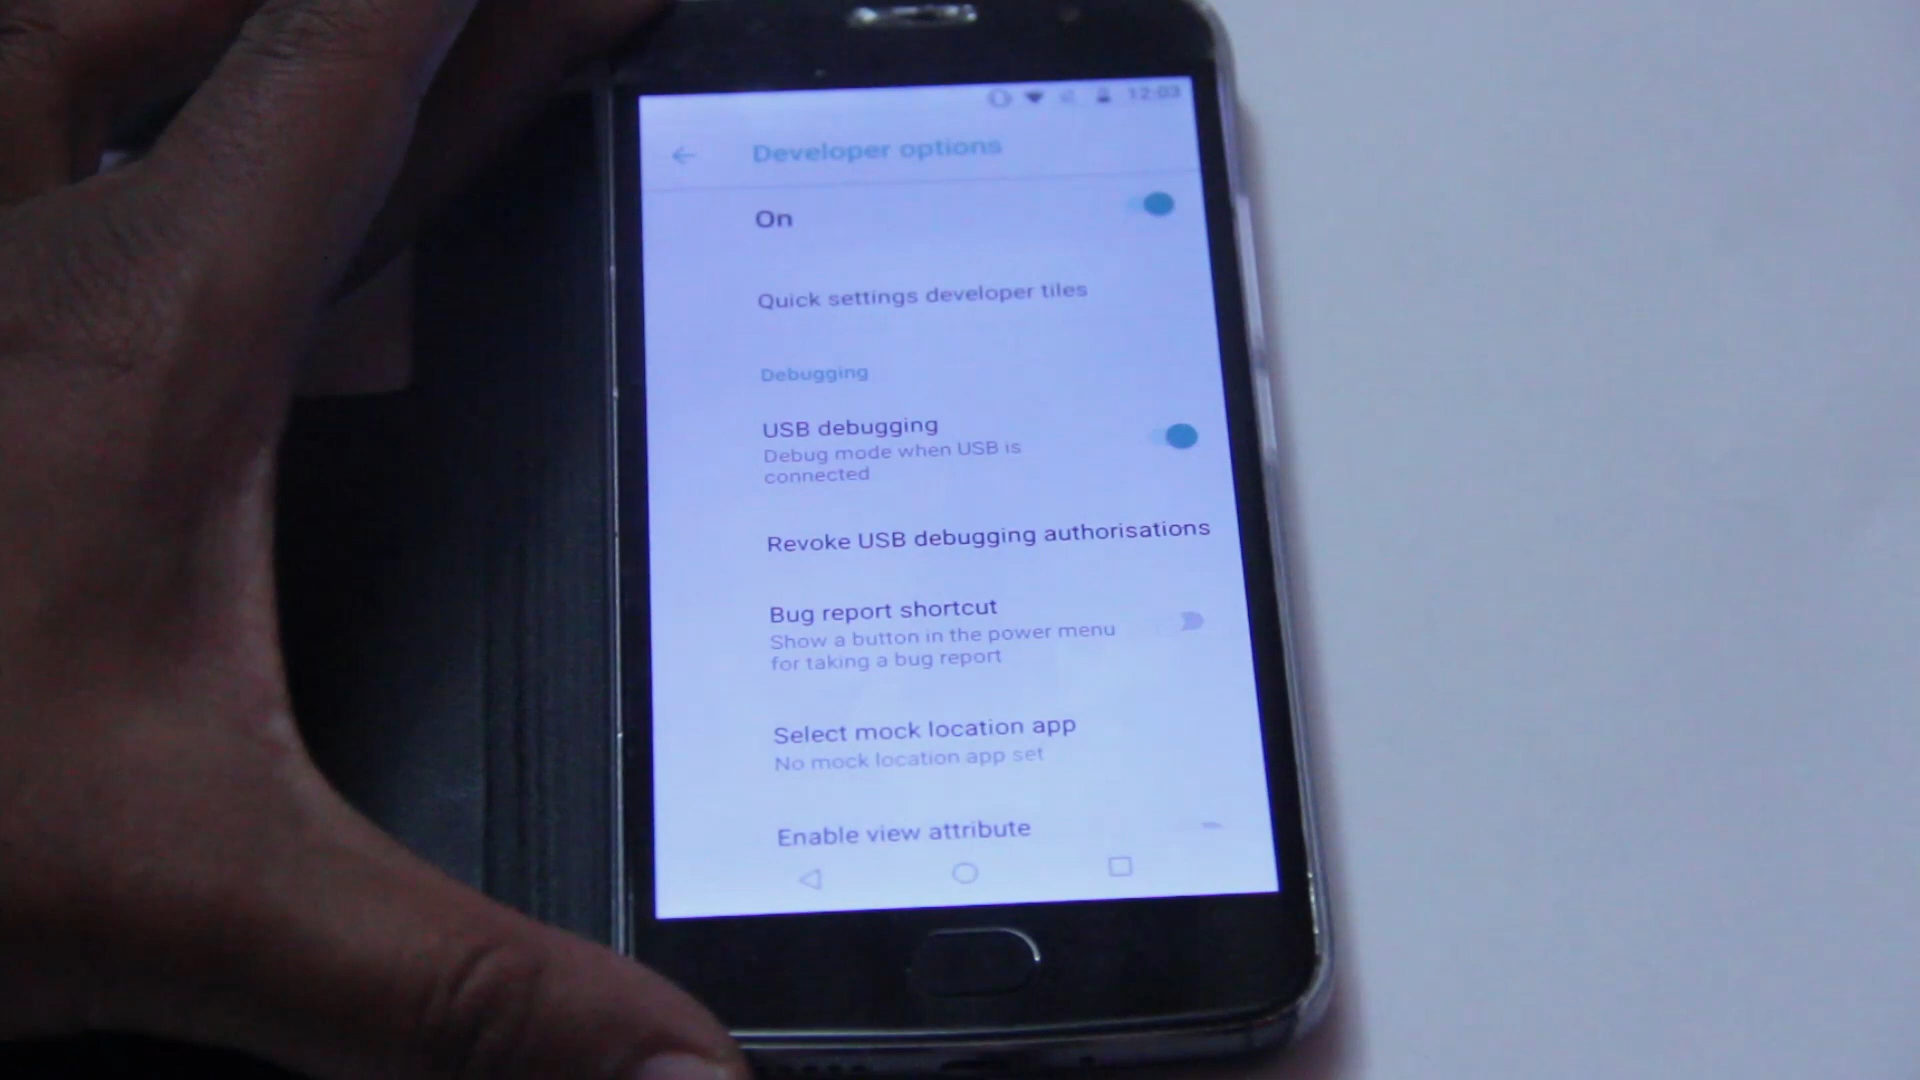 12:03
Developer options
On
Quick settings developer tiles
Debugging
USB debugging
Debug mode when USB is
connected
Revoke USB debugging authorisations
Bug report shortcut
Show a button in the power menu
for taking a bug report
Select mock location app
No mock location app set
Enable view attribute